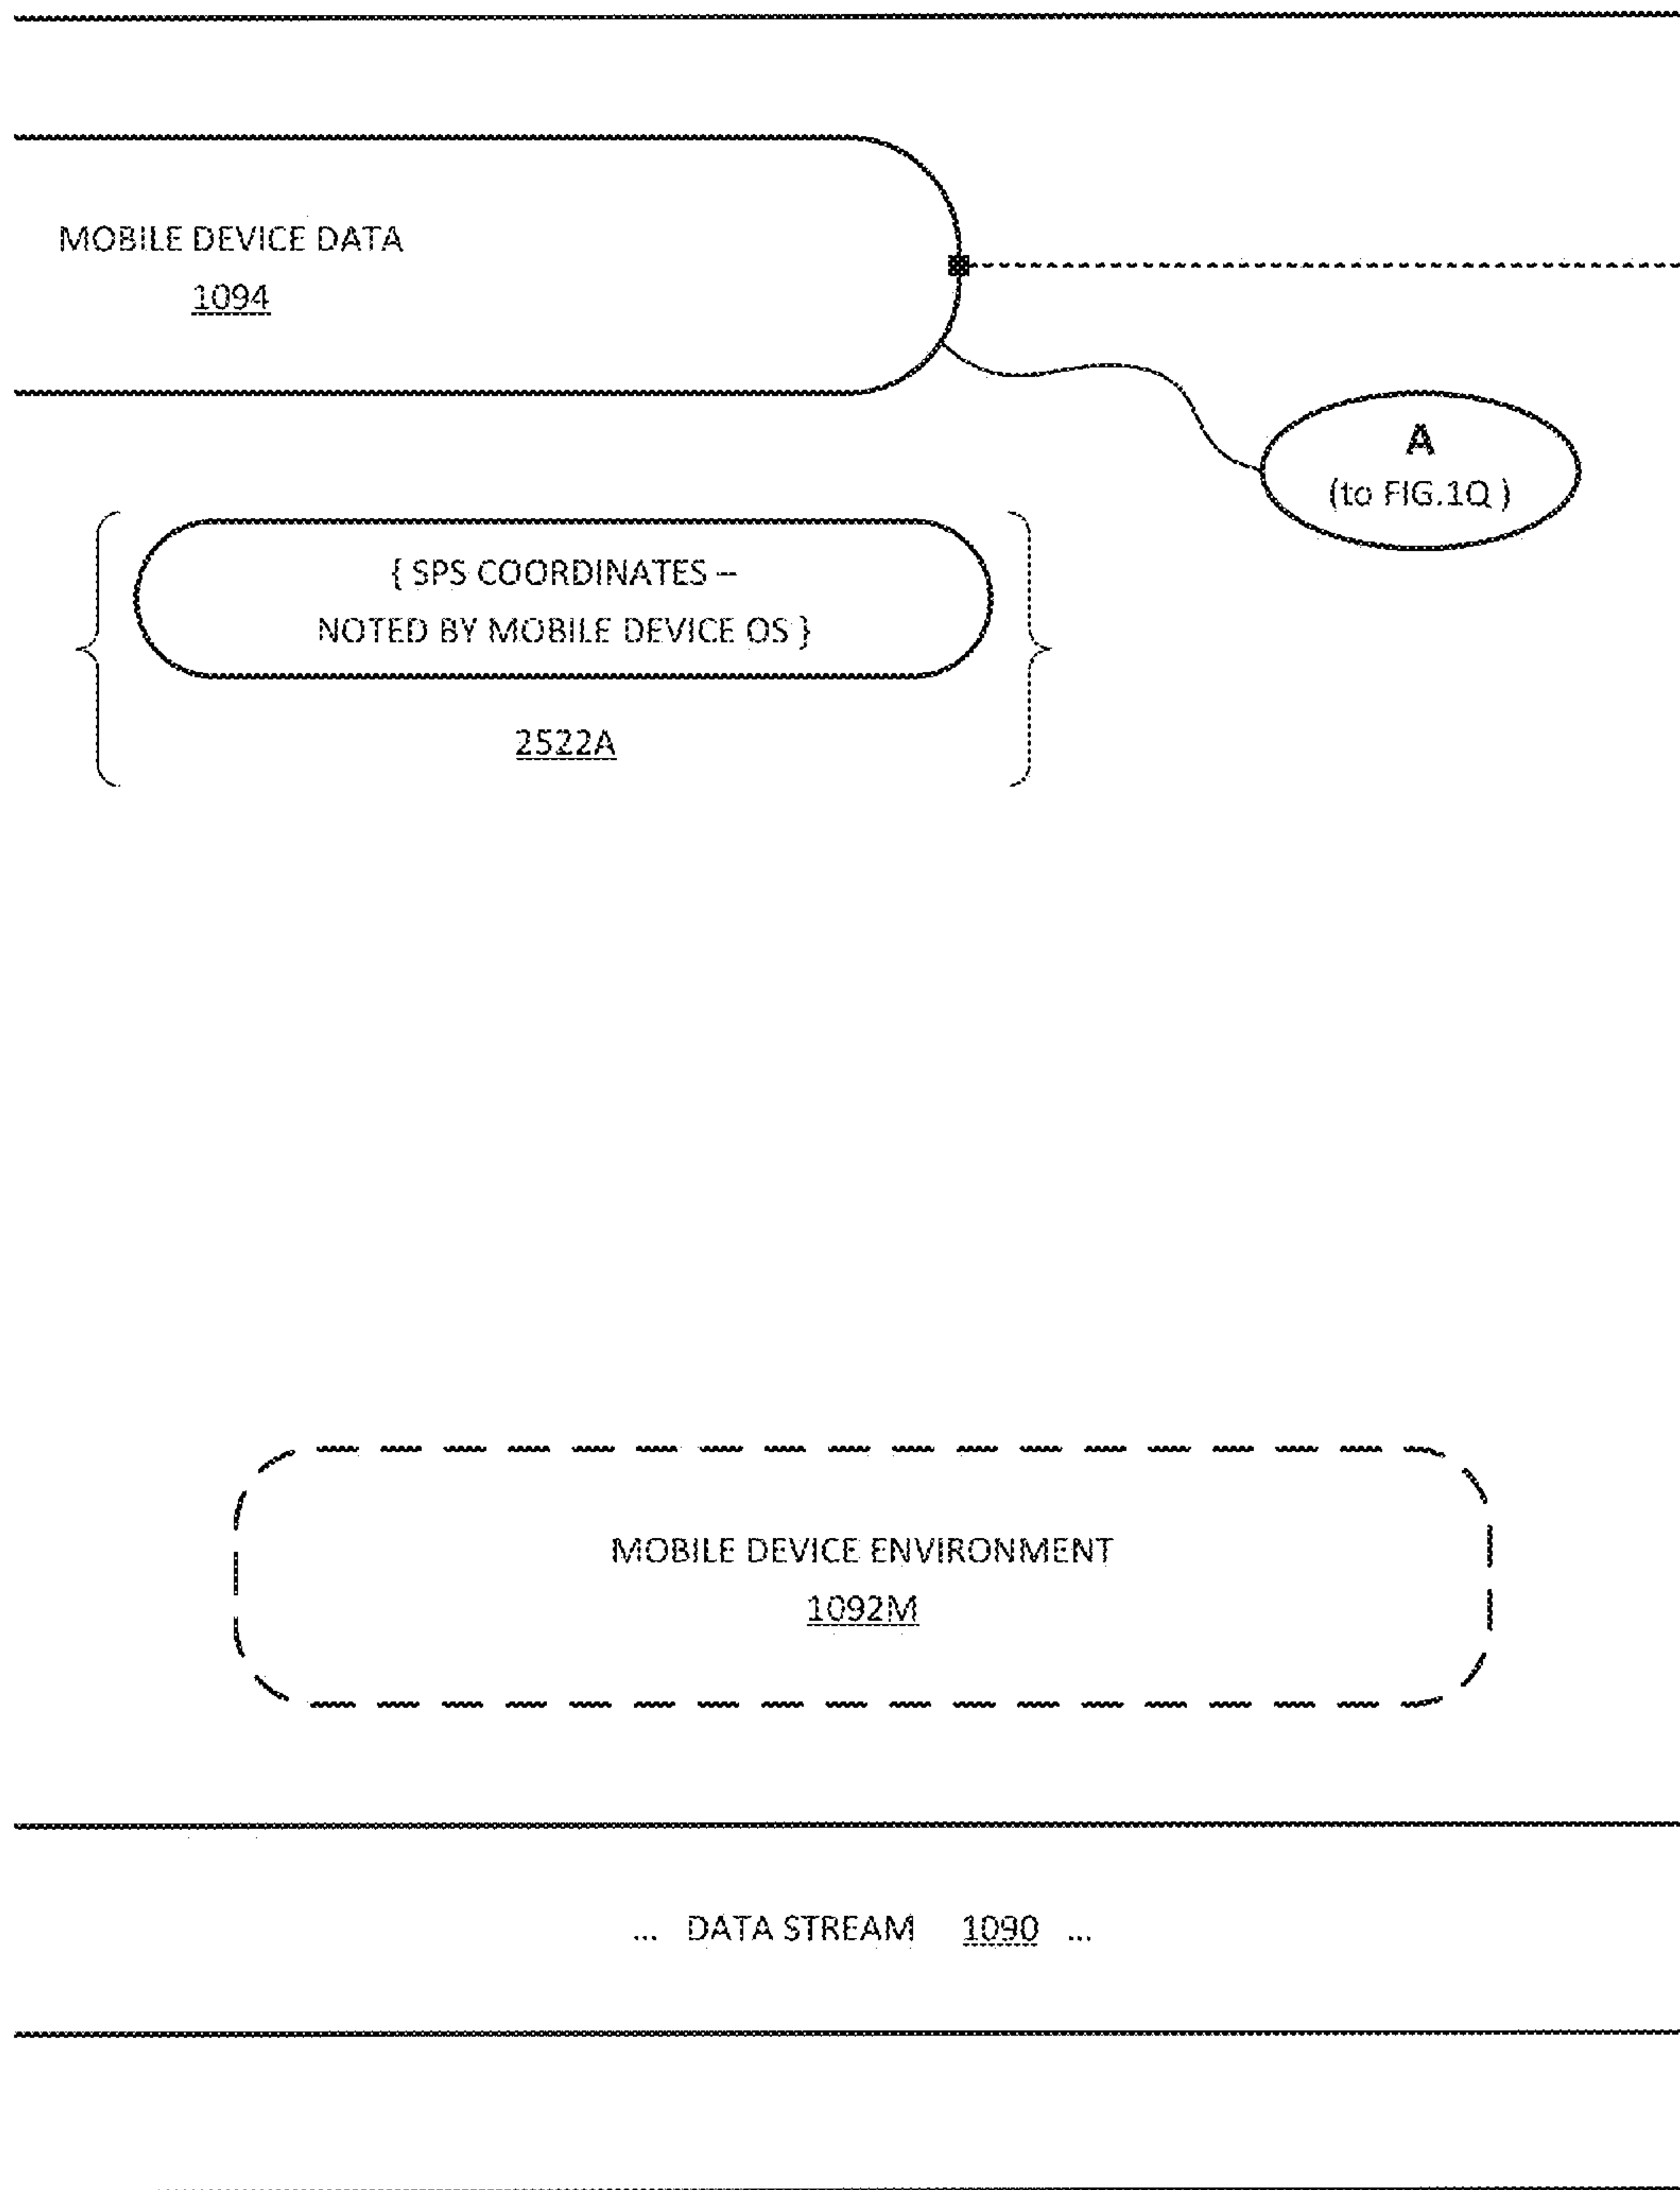 MOBILE DEVICE DATA
1094
A
(to FIG.1Q )
{ SPS COORDINATES –
NOTED BY MOBILE DEVICE OS }
2522A
MOBILE DEVICE ENVIRONMENT
1092M
... DATA STREAM 1090 ...